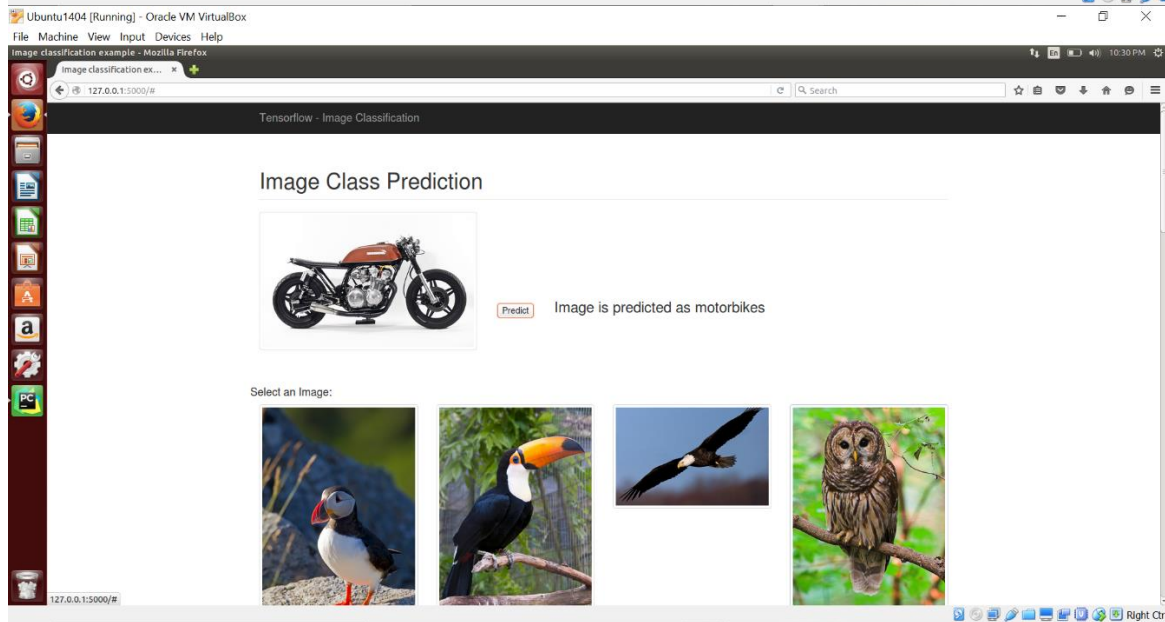 Ubuntu1404 [Running] - Oracle VM VirtualBox
File Machine View Input Devices Help
Image classification example - Mozilla Firefox
En
10:30 PM
Image classification ex...
127.0.0.1:5000/#
Search
Tensorflow - Image Classification
Image Class Prediction
Predict
Image is predicted as motorbikes
Select an Image:
127.0.0.1:5000/#
Right Ctrl